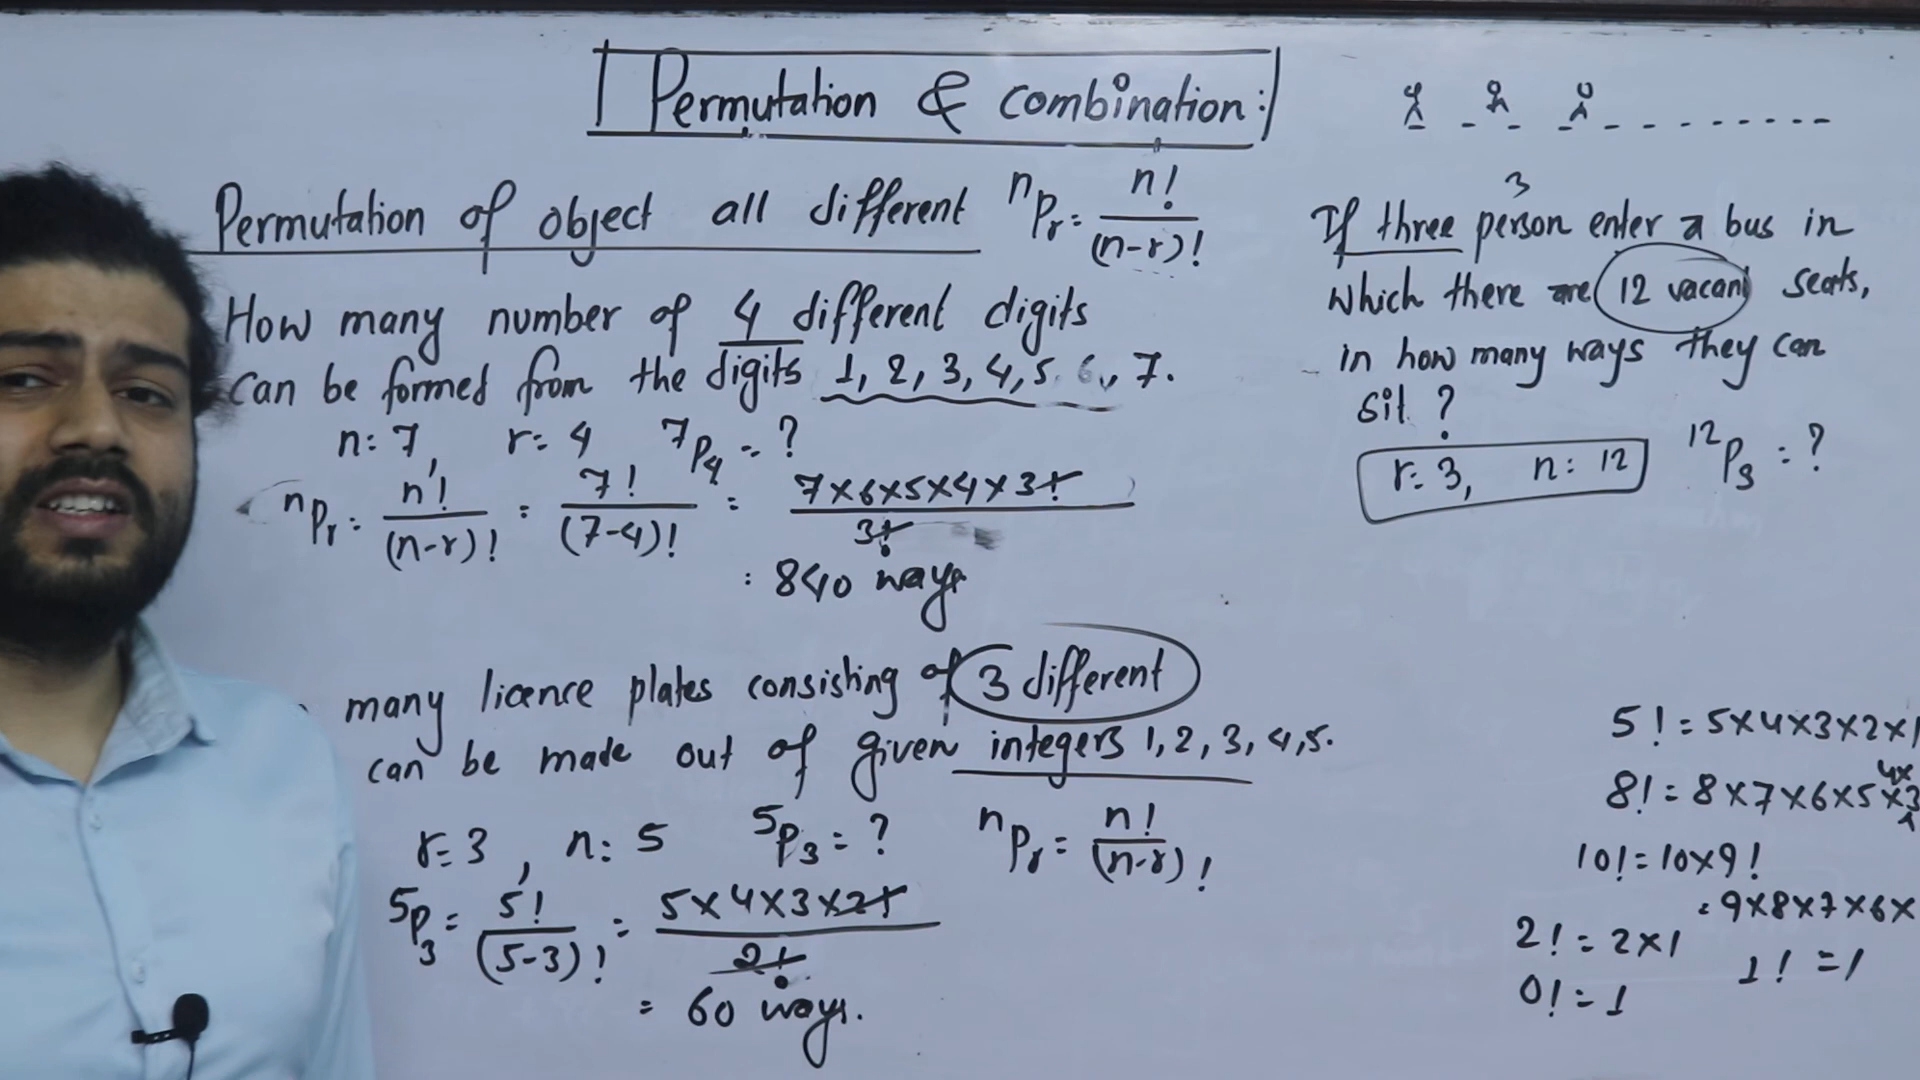 Permutation & combination:
Permutation of object all different nPr = n!/(n-r)!
How many number of 4 different digits
can be formed from the digits 1, 2, 3, 4, 5, 6, 7.
n = 7, r = 4 7P4 = ?
nPr = n!/(n-r)! = 7!/(7-4)! = 7×6×5×4×3!/3!
= 840 ways
many licence plates consisting of 3 different
can be made out of given integers 1, 2, 3, 4, 5.
r = 3, n = 5 5P3 = ? nPr = n!/(n-r)!
5P3 = 5!/(5-3)! = 5×4×3×2!/2!
= 60 ways.
3
If three person enter a bus in
which there are 12 vacant seats,
in how many ways they can
sit ?
r = 3, n = 12 12P3 = ?
5! = 5×4×3×2×1
4×
8! = 8×7×6×5×3
10! = 10×9!
= 9×8×7×6×
2! = 2×1
1! = 1
0! = 1